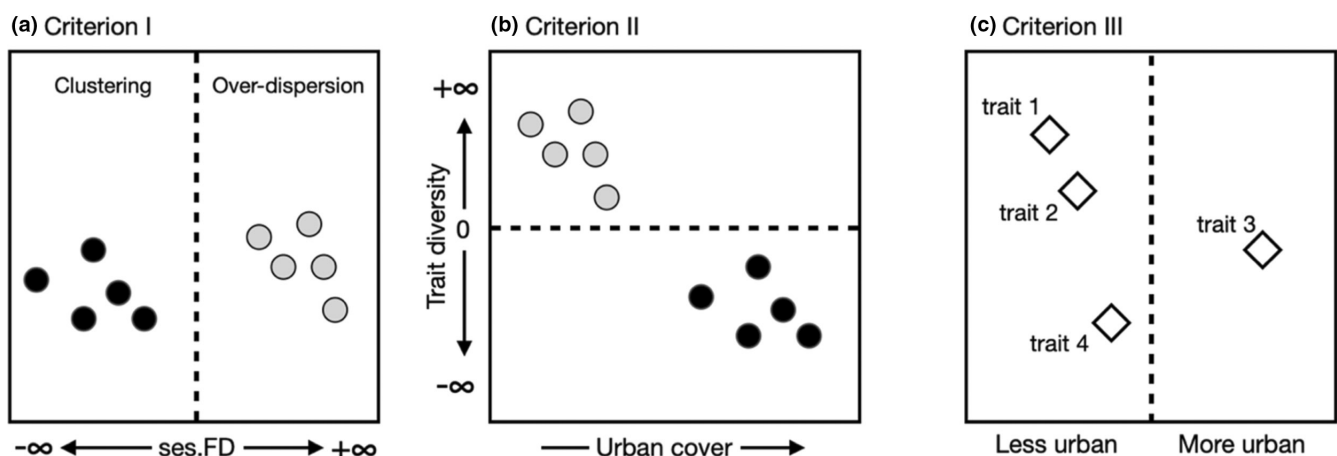 (a) Criterion I
Clustering
Over-dispersion
-∞ ses.FD +∞
(b) Criterion II
+∞
Trait diversity
0
-∞
Urban cover
(c) Criterion III
trait 1
trait 2
trait 3
trait 4
Less urban
More urban